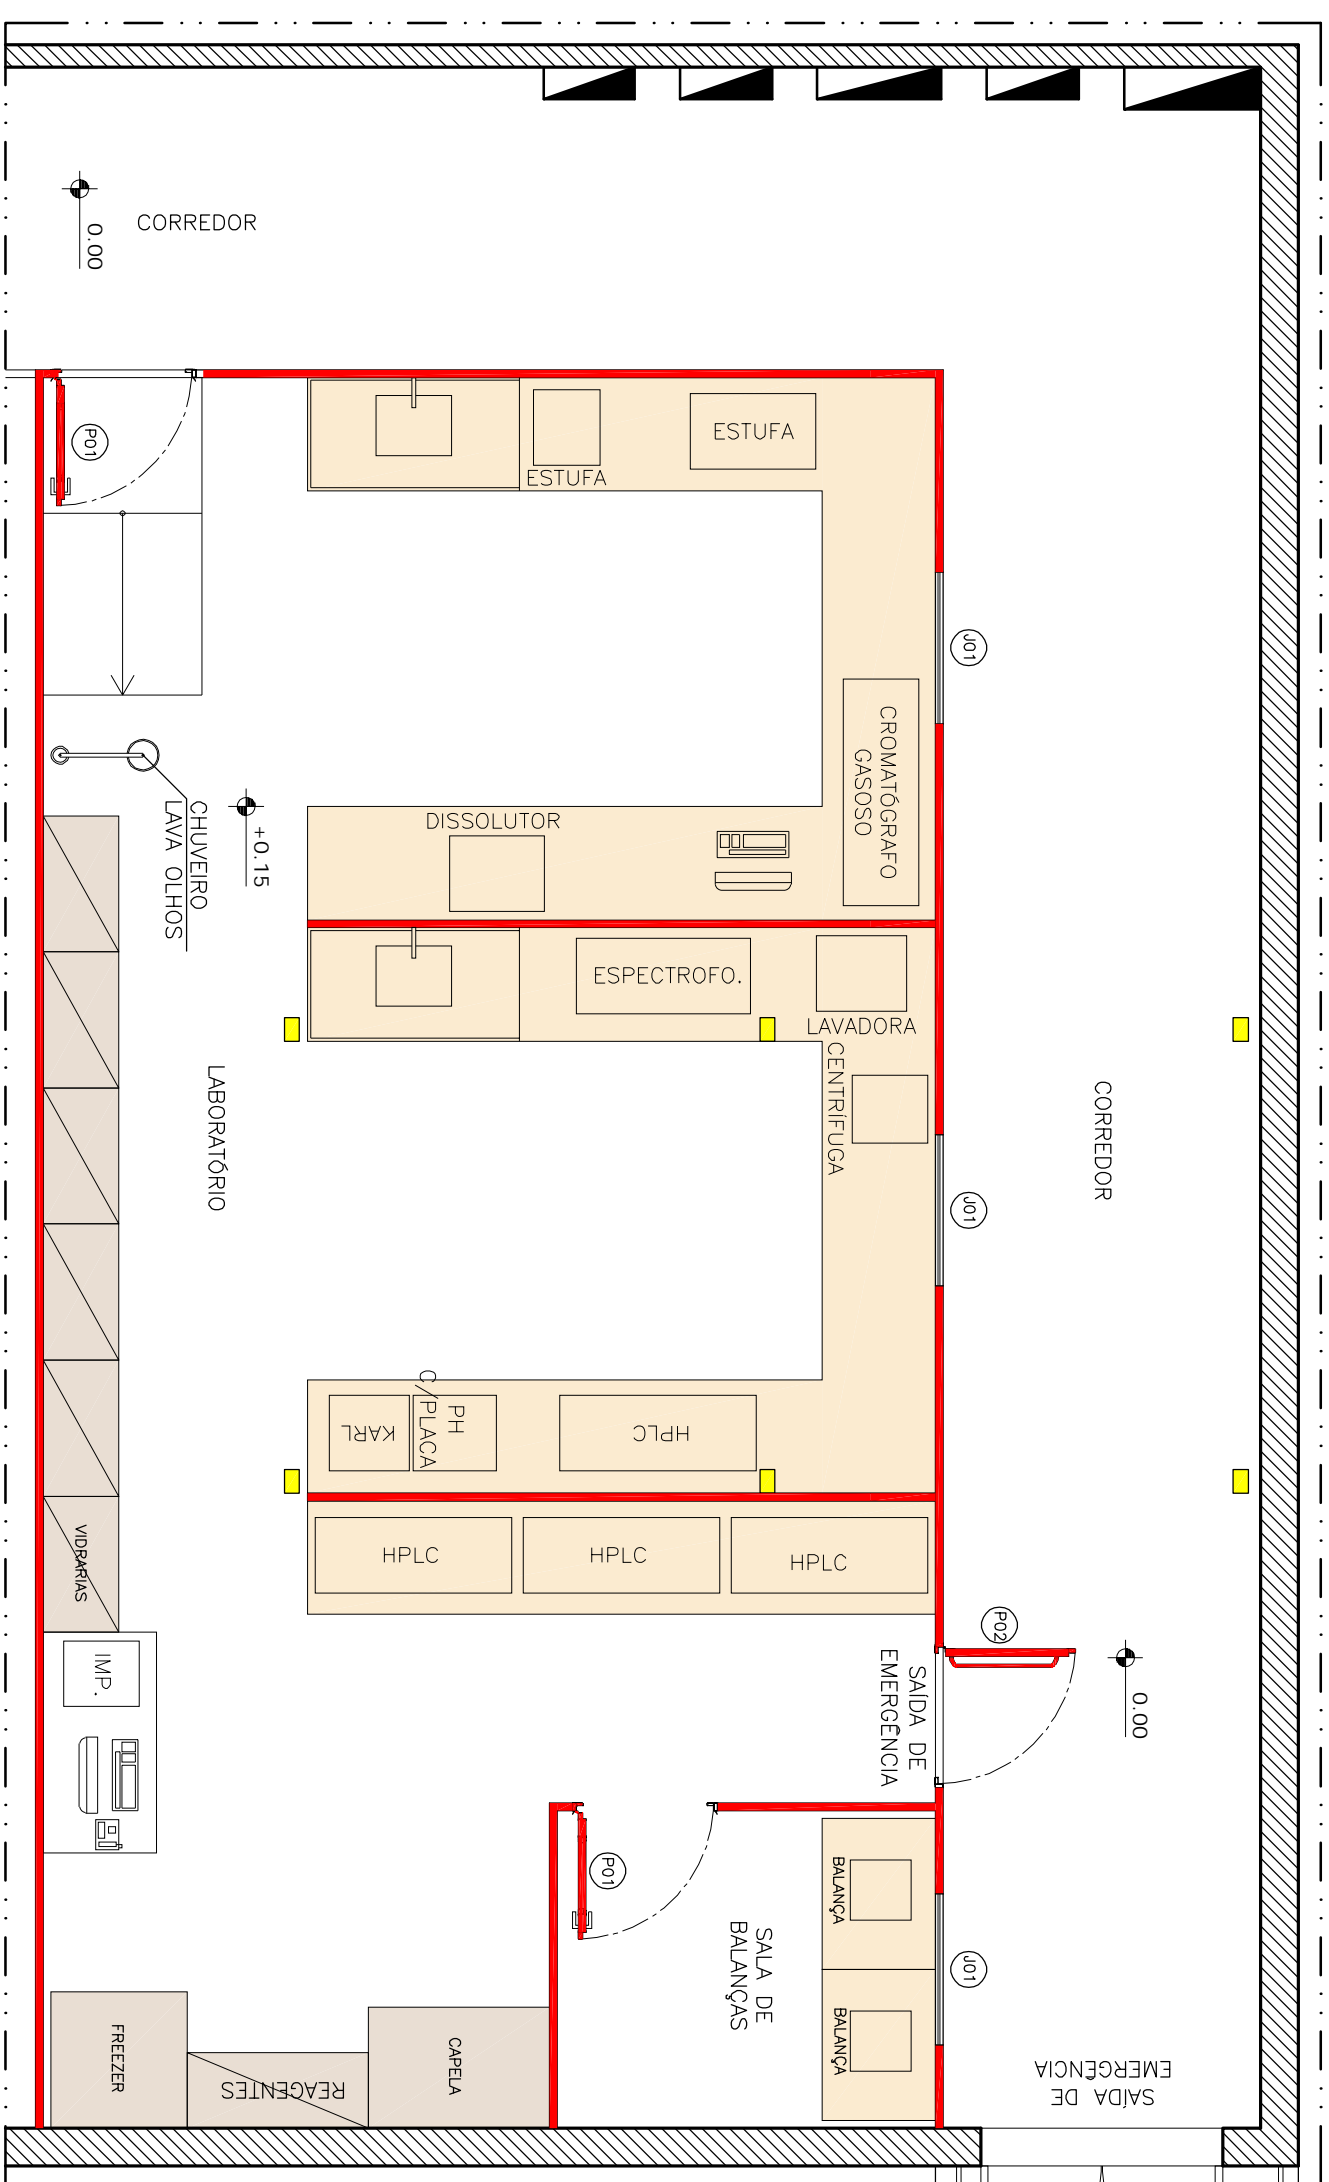 CORREDOR
0.00
P01
ESTUFA
ESTUFA
J01
CROMATÓGRAFO
GASOSO
DISSOLUTOR
CHUVEIRO
LAVA OLHOS
+0.15
ESPECTROFO.
LAVADORA
CENTRÍFUGA
LABORATÓRIO
CORREDOR
J01
KARL
PH
C/PLACA
HPLC
HPLC
HPLC
HPLC
VIDRARIAS
IMP.
P02
0.00
SAÍDA DE
EMERGÊNCIA
P01
BALANÇA
SALA DE
BALANÇAS
J01
BALANÇA
FREEZER
REAGENTES
CAPELA
SAÍDA DE
EMERGÊNCIA